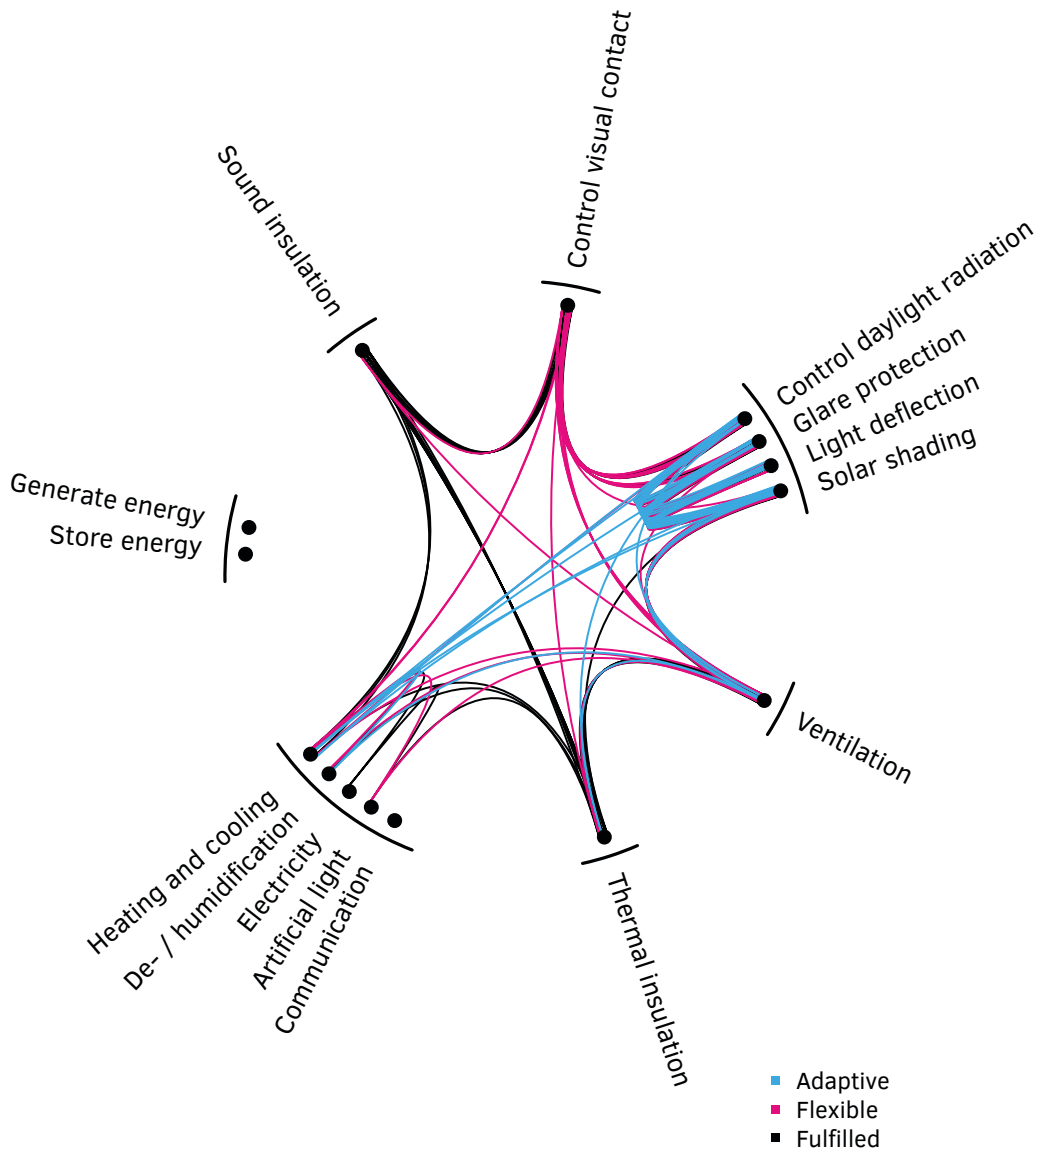 Control visual contact
Sound insulation
Control daylight radiation
Glare protection
Light deflection
Solar shading
Generate energy
Store energy
Ventilation
Heating and cooling
De- / humidification
Electricity
Artificial light
Communication
Thermal insulation
Adaptive
Flexible
Fulfilled